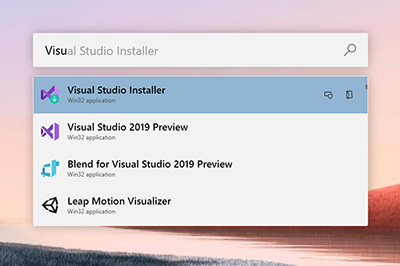 Visual Studio Installer
Visual Studio Installer
Win32 application
Visual Studio 2019 Preview
Win32 application
Blend for Visual Studio 2019 Preview
Win32 application
Leap Motion Visualizer
Win32 application